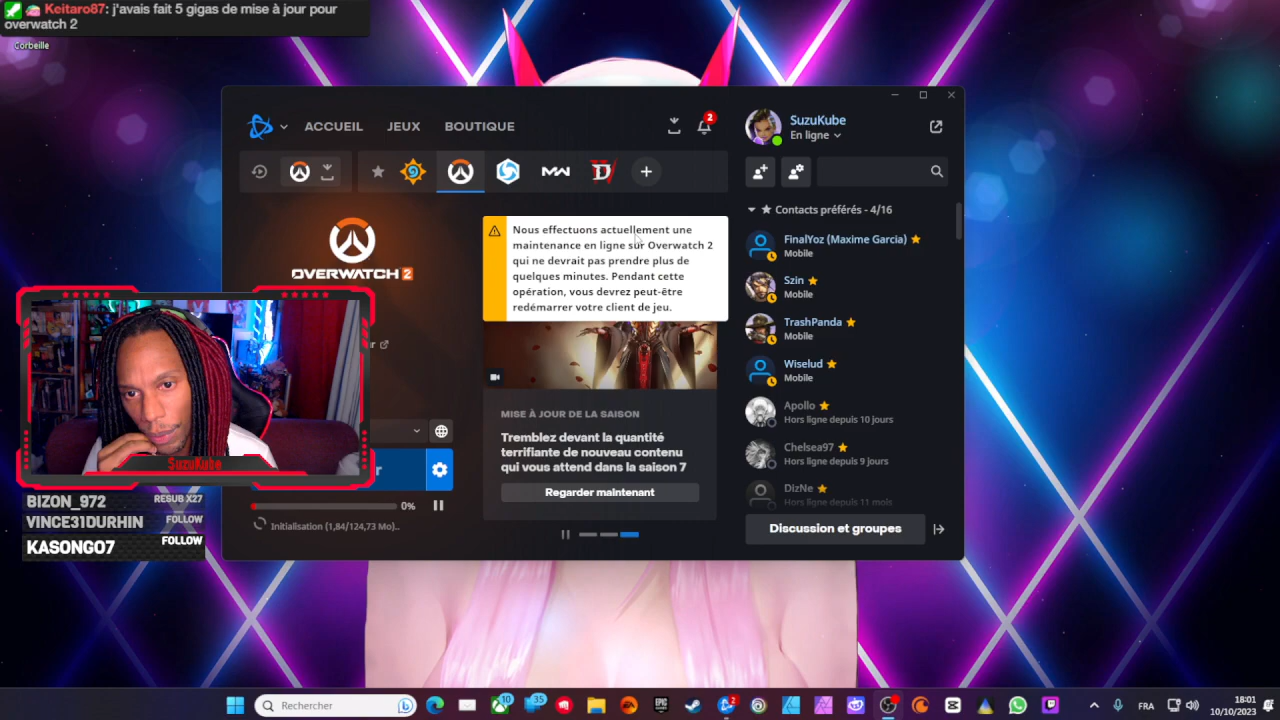 Keitaro87: j'avais fait 5 gigas de mise à jour pour
overwatch 2
Corbeille
ACCUEIL
JEUX
BOUTIQUE
2
SuzuKube
En ligne
Contacts préférés - 4/16
FinalYoz (Maxime Garcia)
Mobile
Szin
Mobile
TrashPanda
Mobile
Wiselud
Mobile
Apollo
Hors ligne depuis 10 jours
Chelsea97
Hors ligne depuis 9 jours
DizNe
Hors ligne depuis 11 mois
Discussion et groupes
OVERWATCH 2
Nous effectuons actuellement une
maintenance en ligne sur Overwatch 2
qui ne devrait pas prendre plus de
quelques minutes. Pendant cette
opération, vous devrez peut-être
redémarrer votre client de jeu.
MISE À JOUR DE LA SAISON
Tremblez devant la quantité
terrifiante de nouveau contenu
qui vous attend dans la saison 7
Regarder maintenant
0%
Initialisation (1,84/124,73 Mo)..
SuzuKube
BIZON_972 RESUB X27
VINCE31DURHIN FOLLOW
KASONGO7 FOLLOW
Rechercher
10
35
EPIC
GAMES
2
FRA
18:01
10/10/2023